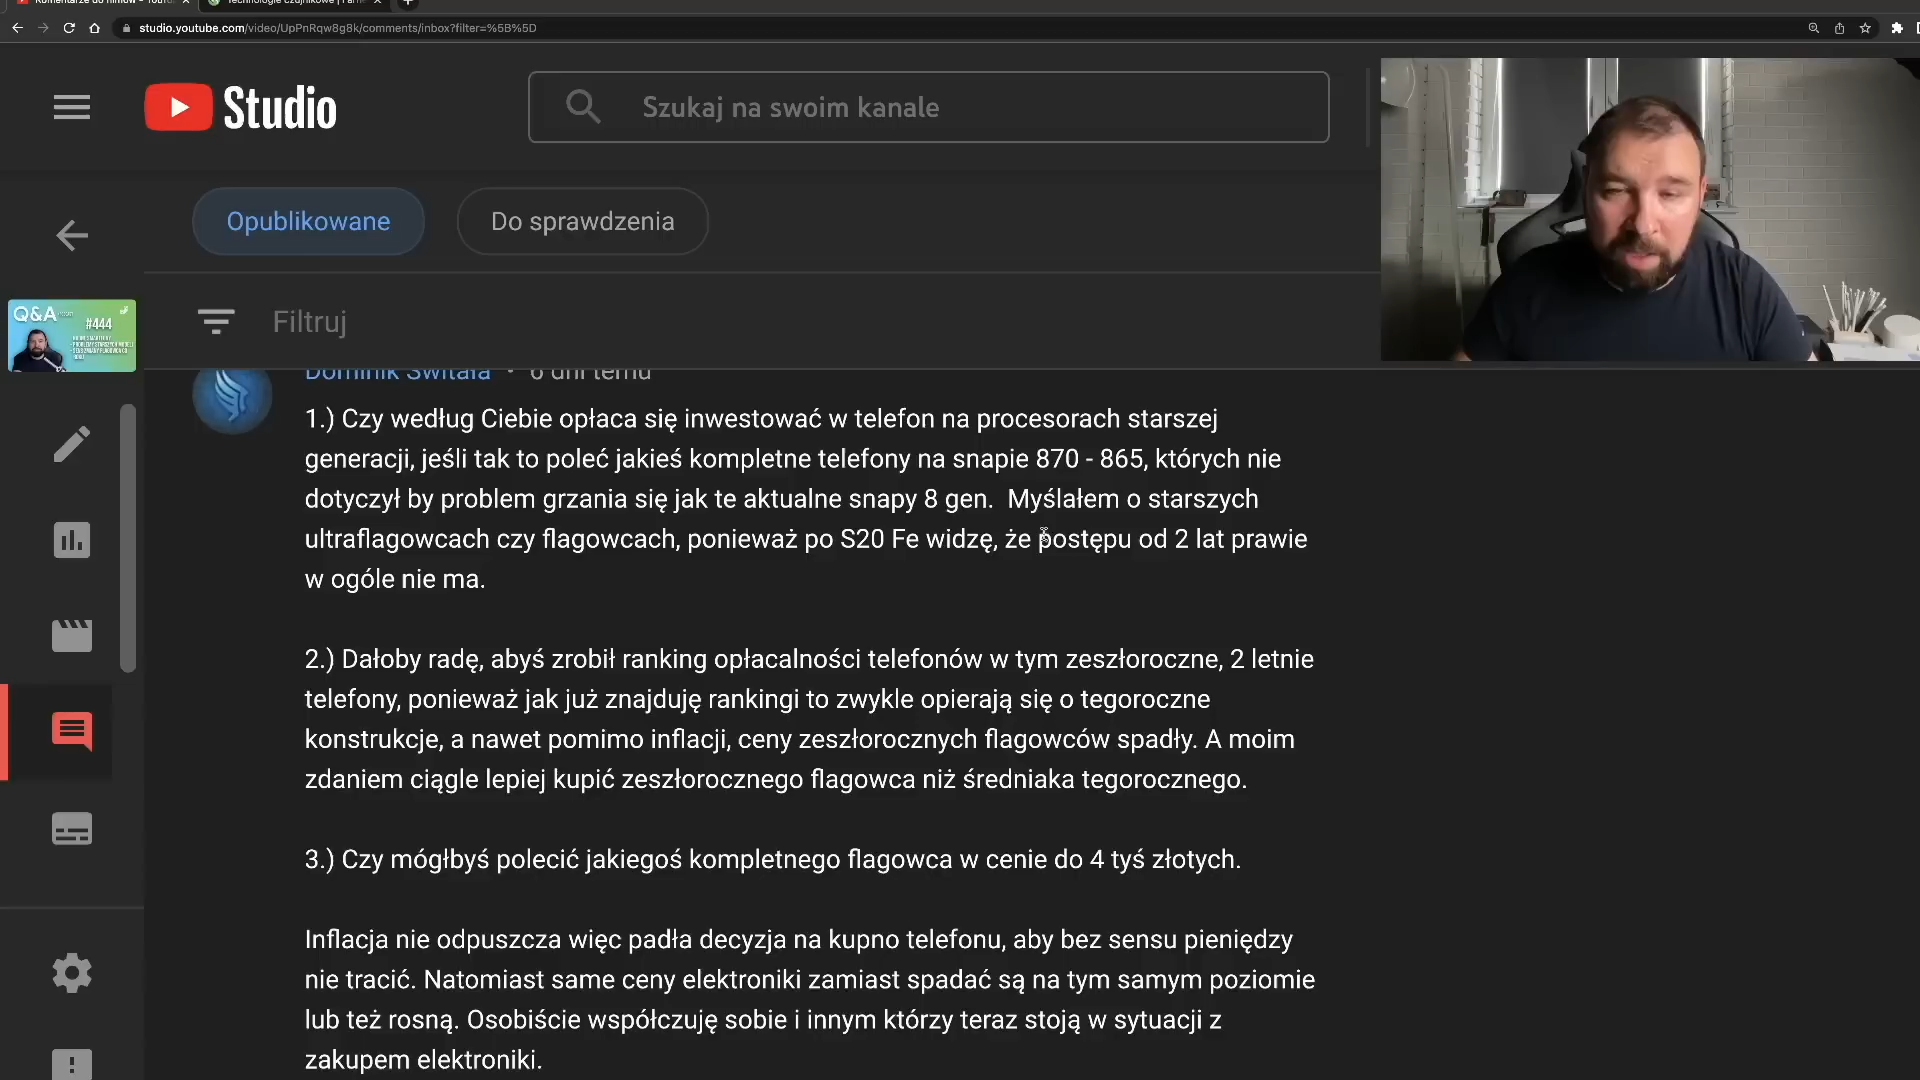 studio.youtube.com/video/UpPnRqw8g8k/comments/inbox?filter=%5B%5D
Studio
Szukaj na swoim kanale
Opublikowane
Do sprawdzenia
Q&A
#444
Filtruj
Dominik Świtała • 6 dni temu
1.) Czy według Ciebie opłaca się inwestować w telefon na procesorach starszej
generacji, jeśli tak to poleć jakieś kompletne telefony na snapie 870 - 865, których nie
dotyczył by problem grzania się jak te aktualne snapy 8 gen.  Myślałem o starszych
ultraflagowcach czy flagowcach, ponieważ po S20 Fe widzę, że postępu od 2 lat prawie
w ogóle nie ma.
2.) Dałoby radę, abyś zrobił ranking opłacalności telefonów w tym zeszłoroczne, 2 letnie
telefony, ponieważ jak już znajduję rankingi to zwykle opierają się o tegoroczne
konstrukcje, a nawet pomimo inflacji, ceny zeszłorocznych flagowców spadły. A moim
zdaniem ciągle lepiej kupić zeszłorocznego flagowca niż średniaka tegorocznego.
3.) Czy mógłbyś polecić jakiegoś kompletnego flagowca w cenie do 4 tyś złotych.
Inflacja nie odpuszcza więc padła decyzja na kupno telefonu, aby bez sensu pieniędzy
nie tracić. Natomiast same ceny elektroniki zamiast spadać są na tym samym poziomie
lub też rosną. Osobiście współczuję sobie i innym którzy teraz stoją w sytuacji z
zakupem elektroniki.